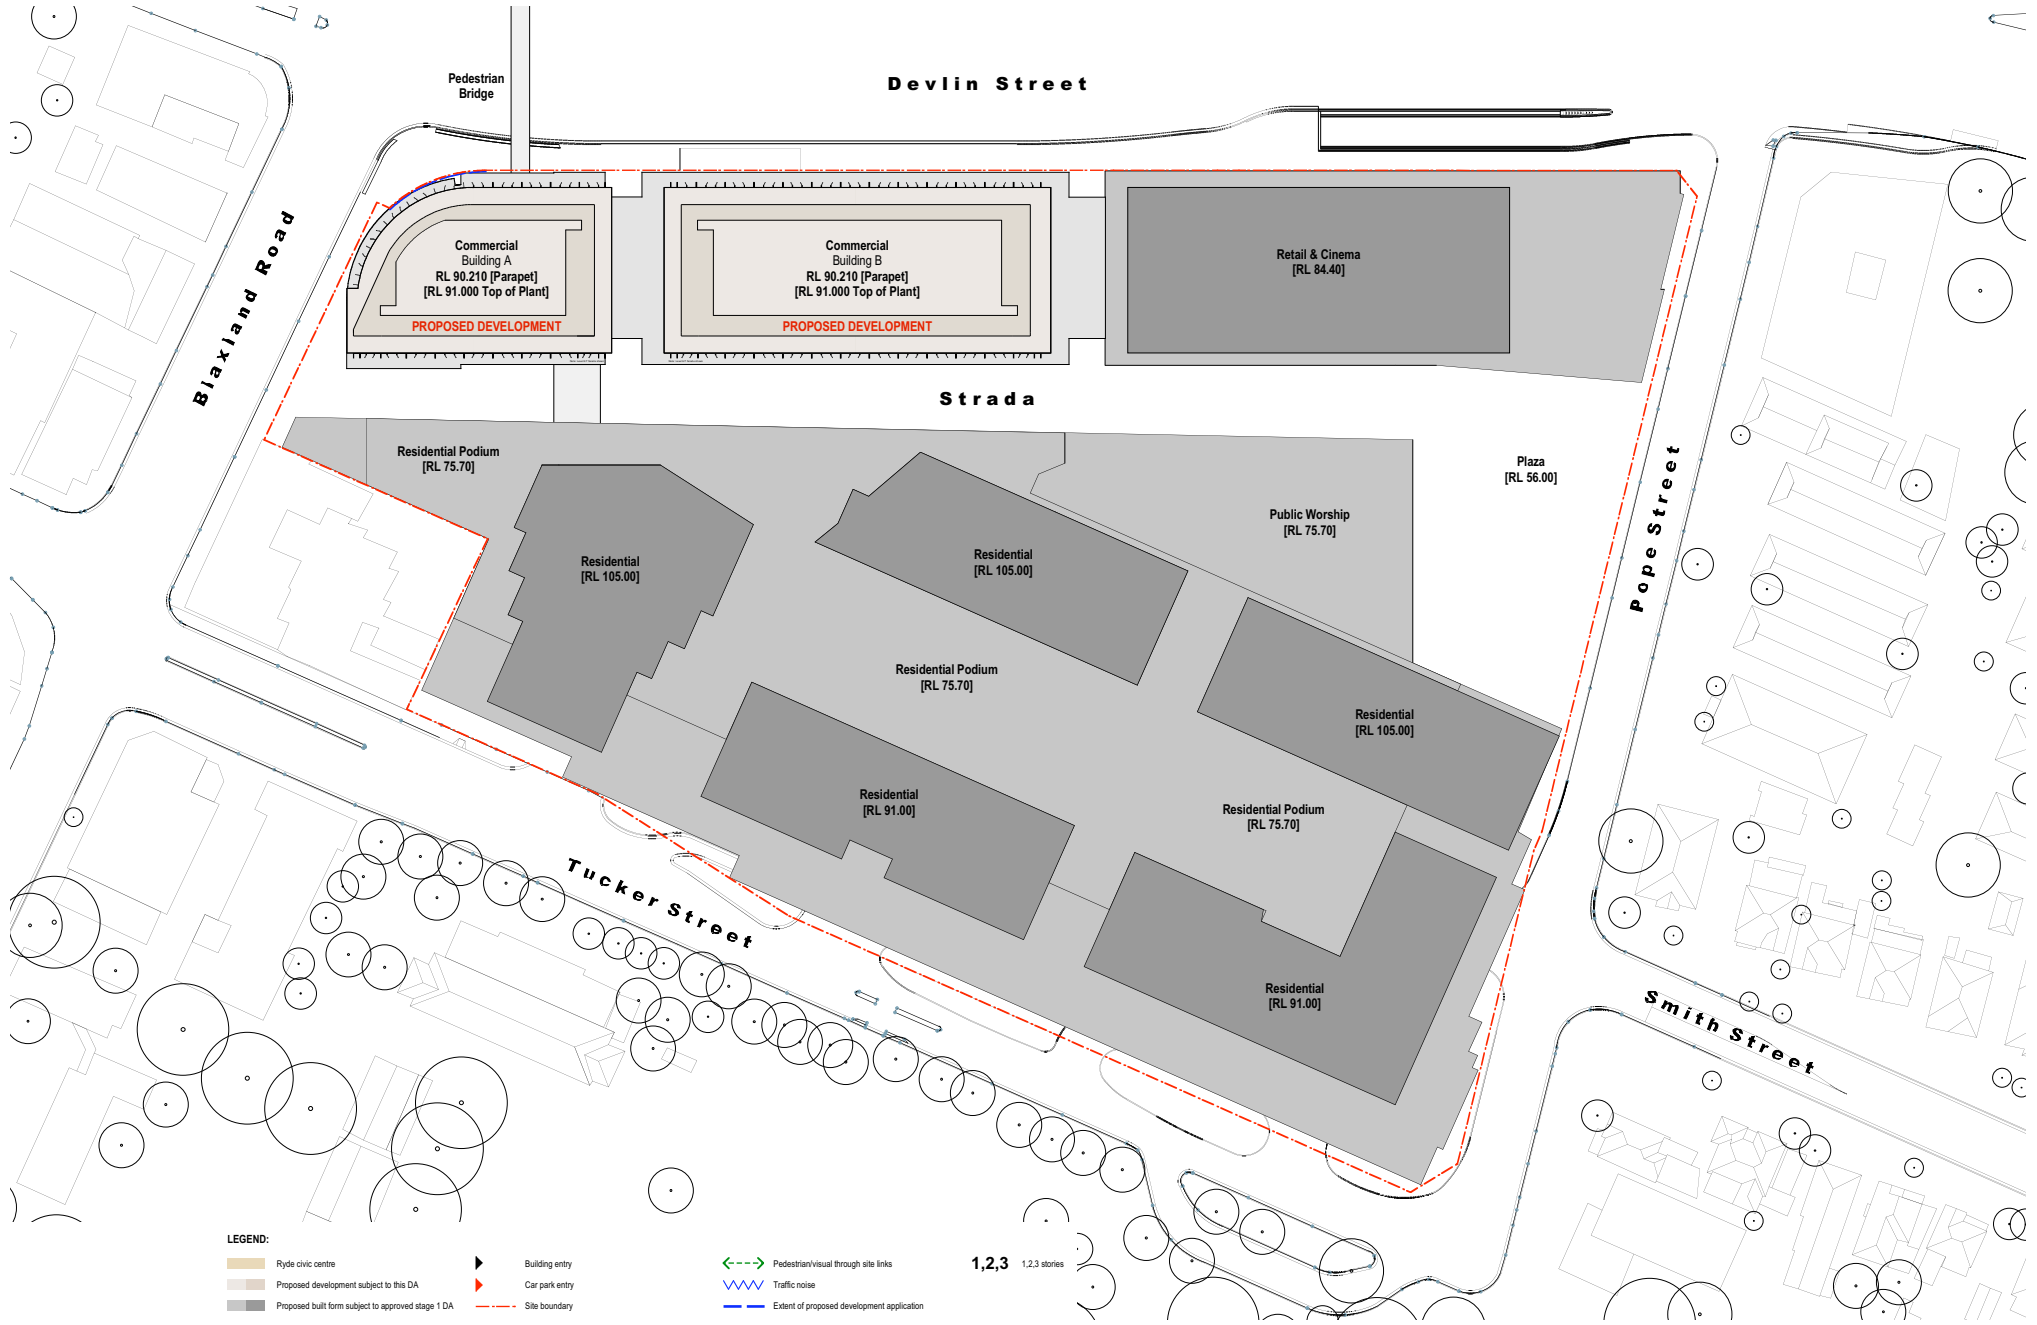 Pedestrian
Bridge
Devlin Street
Blaxland Road
Commercial
Building A
RL 90.210 [Parapet]
[RL 91.000 Top of Plant]
PROPOSED DEVELOPMENT
Commercial
Building B
RL 90.210 [Parapet]
[RL 91.000 Top of Plant]
PROPOSED DEVELOPMENT
Retail & Cinema
[RL 84.40]
Strada
Residential Podium
[RL 75.70]
Plaza
[RL 56.00]
Pope Street
Public Worship
[RL 75.70]
Residential
[RL 105.00]
Residential
[RL 105.00]
Residential Podium
[RL 75.70]
Residential
[RL 105.00]
Residential
[RL 91.00]
Residential Podium
[RL 75.70]
Tucker Street
Residential
[RL 91.00]
Smith Street
LEGEND:
Ryde civic centre
Proposed development subject to this DA
Proposed built form subject to approved stage 1 DA
Building entry
Car park entry
Site boundary
Pedestrian/visual through site links
Traffic noise
Extent of proposed development application
1,2,3 1,2,3 stories